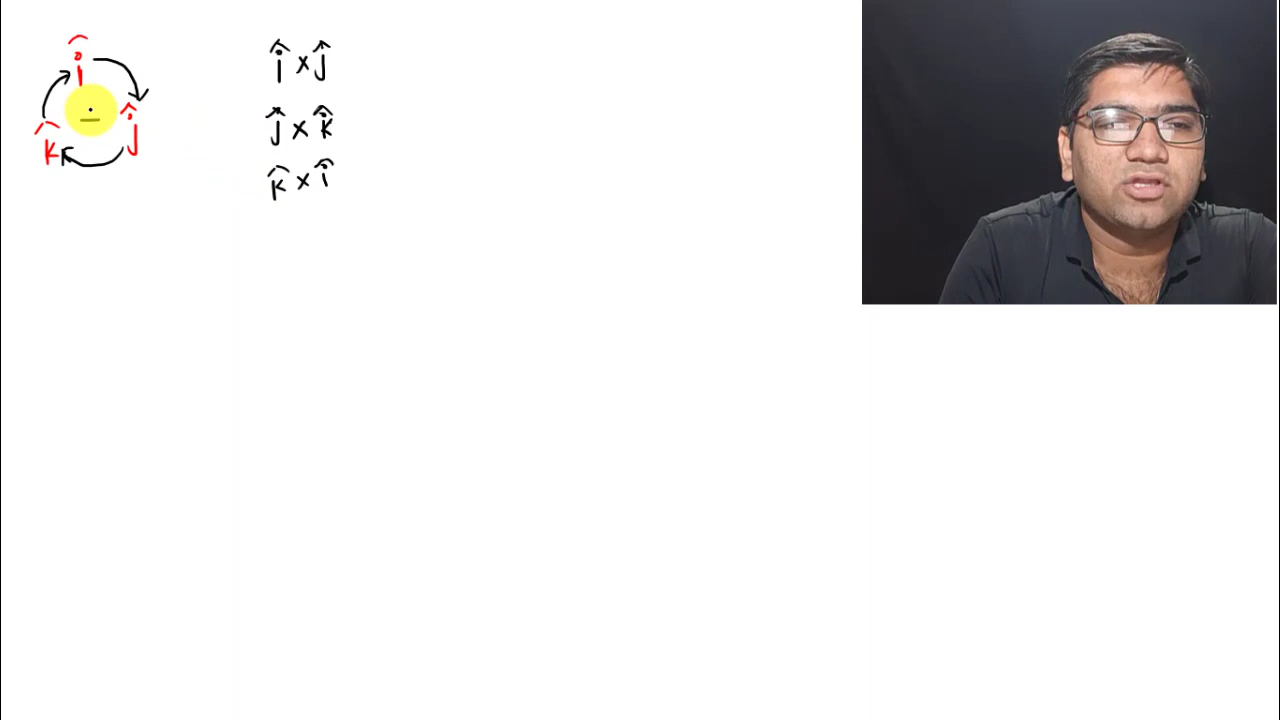 î
ĵ
k̂
î × ĵ
ĵ × k̂
k̂ × î